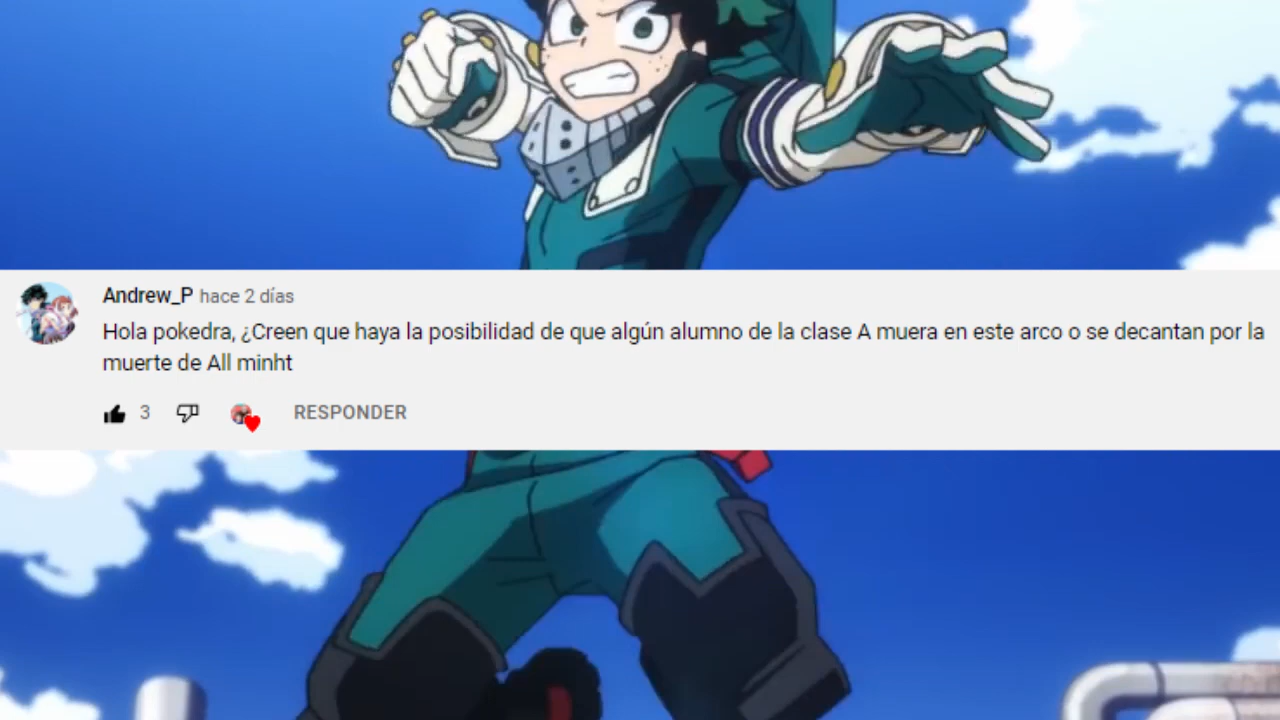 Andrew_P hace 2 días
Hola pokedra, ¿Creen que haya la posibilidad de que algún alumno de la clase A muera en este arco o se decantan por la
muerte de All minht
3 RESPONDER